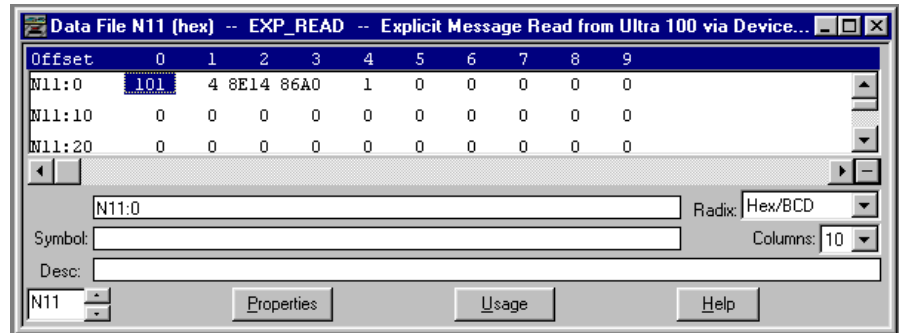 Data File N11 (hex) -- EXP_READ -- Explicit Message Read from Ultra 100 via Device...
Offset 0 1 2 3 4 5 6 7 8 9
N11:0 101 4 8E14 86A0 1 0 0 0 0 0
N11:10 0 0 0 0 0 0 0 0 0 0
N11:20 0 0 0 0 0 0 0 0 0 0
N11:0 Radix: Hex/BCD
Symbol: Columns: 10
Desc:
N11 Properties Usage Help